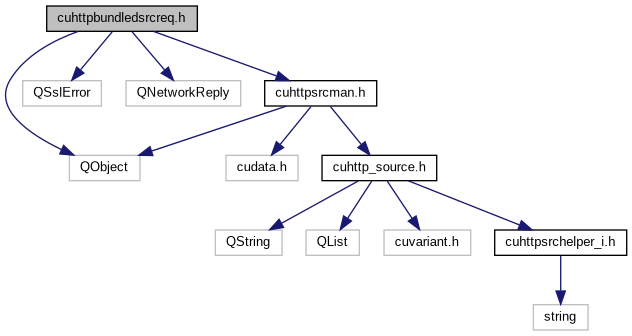 cuhttpbundledsrcreq.h
QSslError
QNetworkReply
cuhttpsrcman.h
QObject
cudata.h
cuhttp_source.h
QString
QList
cuvariant.h
cuhttpsrchelper_i.h
string